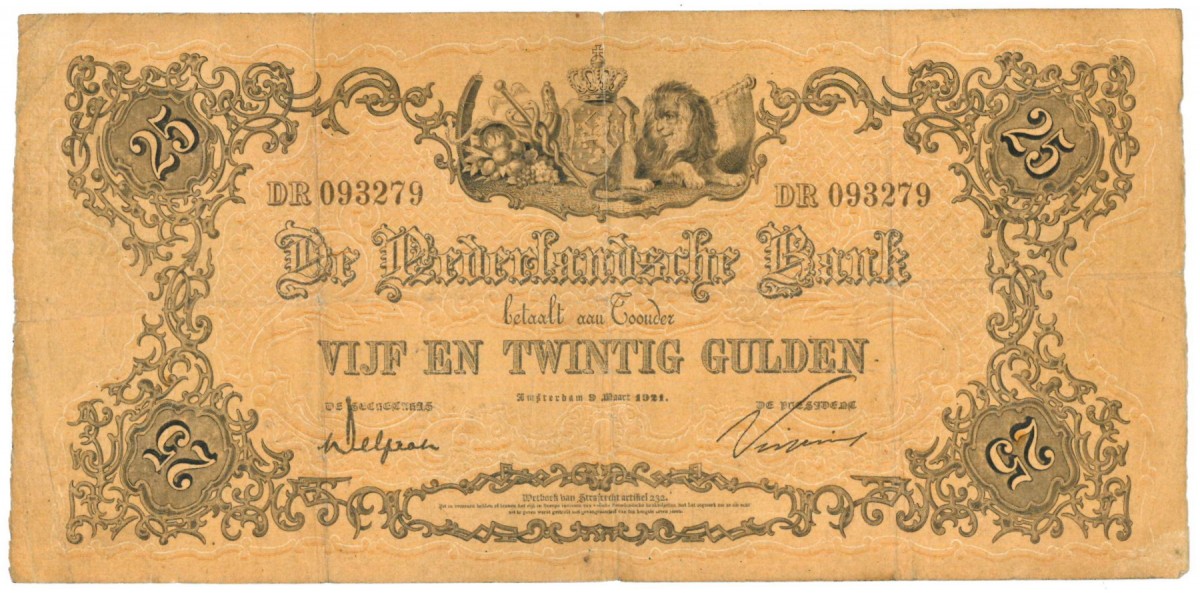 25 25
DR 093279 DR 093279
De Nederlandsche Bank
betaalt aan Toonder
VIJF EN TWINTIG GULDEN.
Amsterdam 9 Maart 1921.
DE SECRETARIS DE PRESIDENT
25 25
Wetboek van Strafrecht artikel 232.